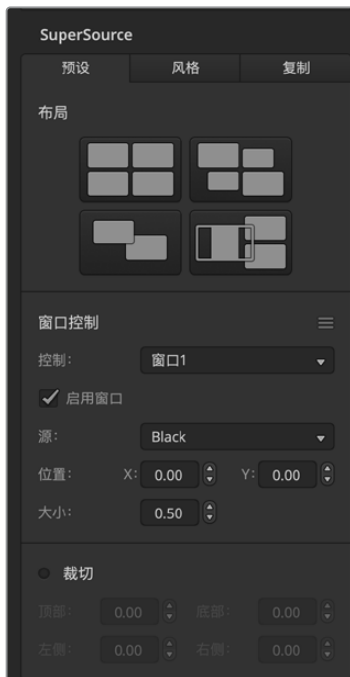 SuperSource
预设 风格 复制
布局
窗口控制
控制: 窗口1
启用窗口
源: Black
位置: X: 0.00 Y: 0.00
大小: 0.50
裁切
顶部: 0.00 底部: 0.00
左侧: 0.00 右侧: 0.00